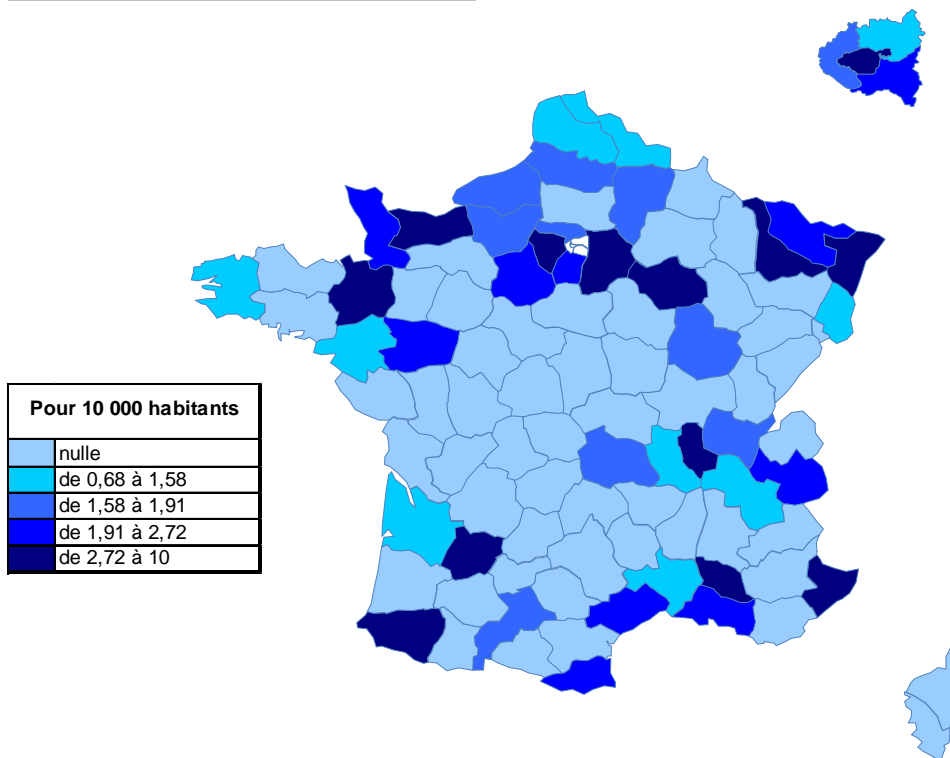 Pour 10 000 habitants
nulle
de 0,68 à 1,58
de 1,58 à 1,91
de 1,91 à 2,72
de 2,72 à 10